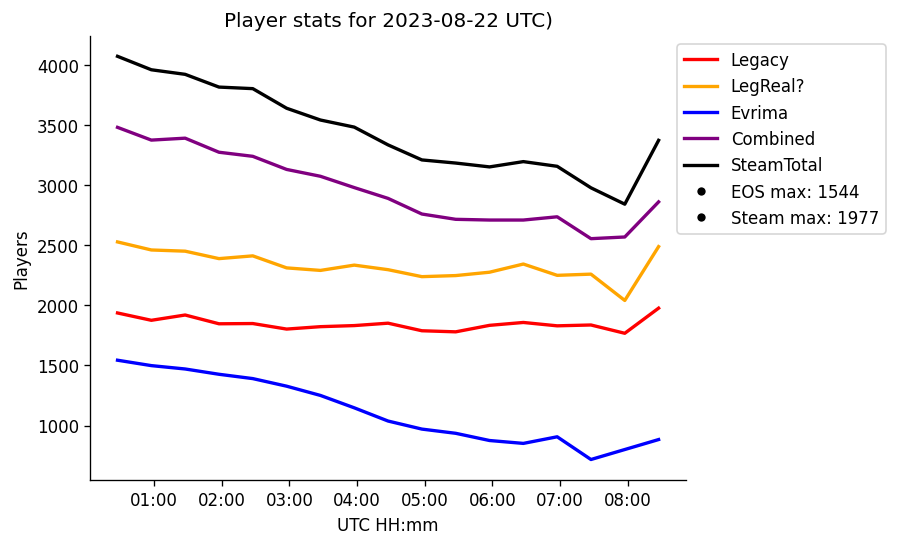 Player stats for 2023-08-22 UTC)
4000
3500
3000
2500
2000
1500
1000
Players
01:00 02:00 03:00 04:00 05:00 06:00 07:00 08:00
UTC HH:mm
Legacy
LegReal?
Evrima
Combined
SteamTotal
EOS max: 1544
Steam max: 1977